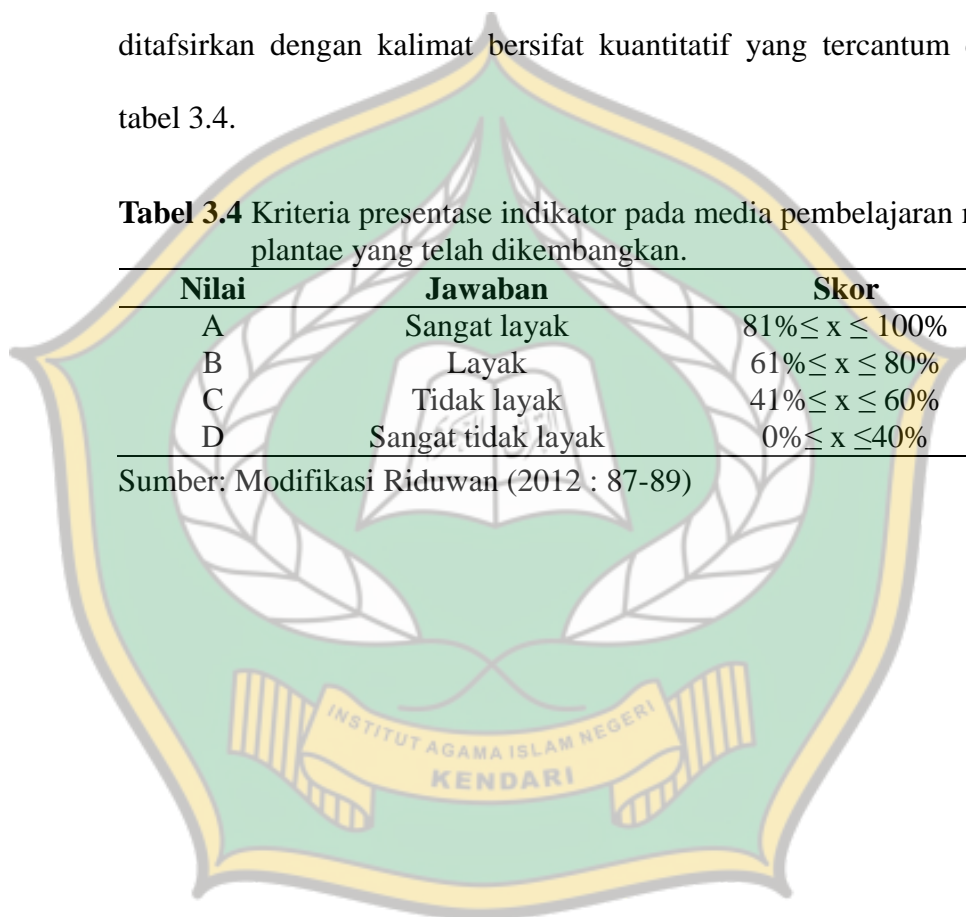 ditafsirkan dengan kalimat bersifat kuantitatif yang tercantum
tabel 3.4.
Tabel 3.4 Kriteria presentase indikator pada media pembelajaran
plantae yang telah dikembangkan.
Nilai Jawaban Skor
A Sangat layak 81%≤ x ≤ 100%
B Layak 61%≤ x ≤ 80%
C Tidak layak 41%≤ x ≤ 60%
D Sangat tidak layak 0%≤ x ≤40%
Sumber: Modifikasi Riduwan (2012 : 87-89)
INSTITUT AGAMA ISLAM NEGERI
KENDARI